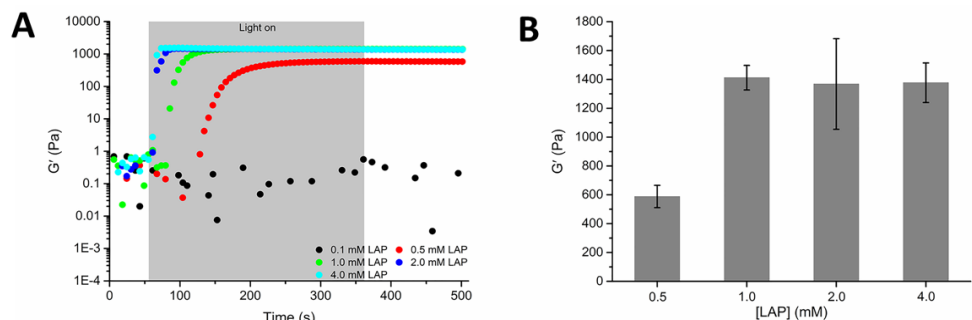 A
B
Light on
G′ (Pa)
10000
1000
100
10
1
0.1
0.01
1E−3
1E−4
0.1 mM LAP
0.5 mM LAP
1.0 mM LAP
2.0 mM LAP
4.0 mM LAP
0 100 200 300 400 500
Time (s)
G′ (Pa)
1800
1600
1400
1200
1000
800
600
400
200
0
0.5 1.0 2.0 4.0
[LAP] (mM)